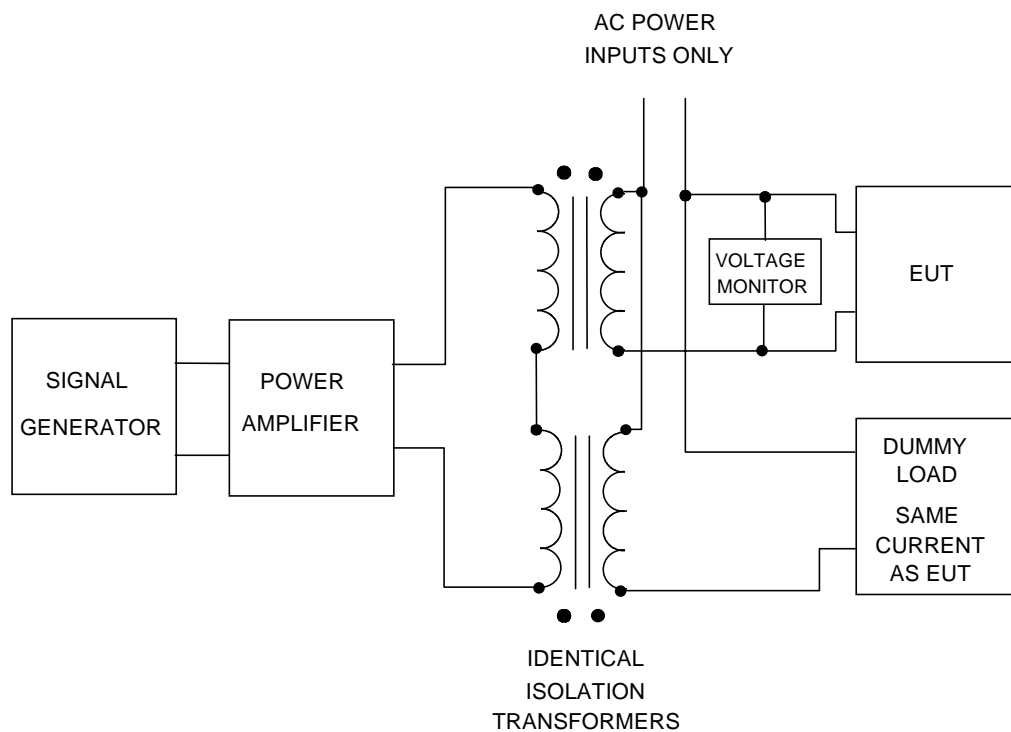 AC POWER
INPUTS ONLY
VOLTAGE
MONITOR
EUT
SIGNAL
GENERATOR
POWER
AMPLIFIER
DUMMY
LOAD
SAME
CURRENT
AS EUT
IDENTICAL
ISOLATION
TRANSFORMERS